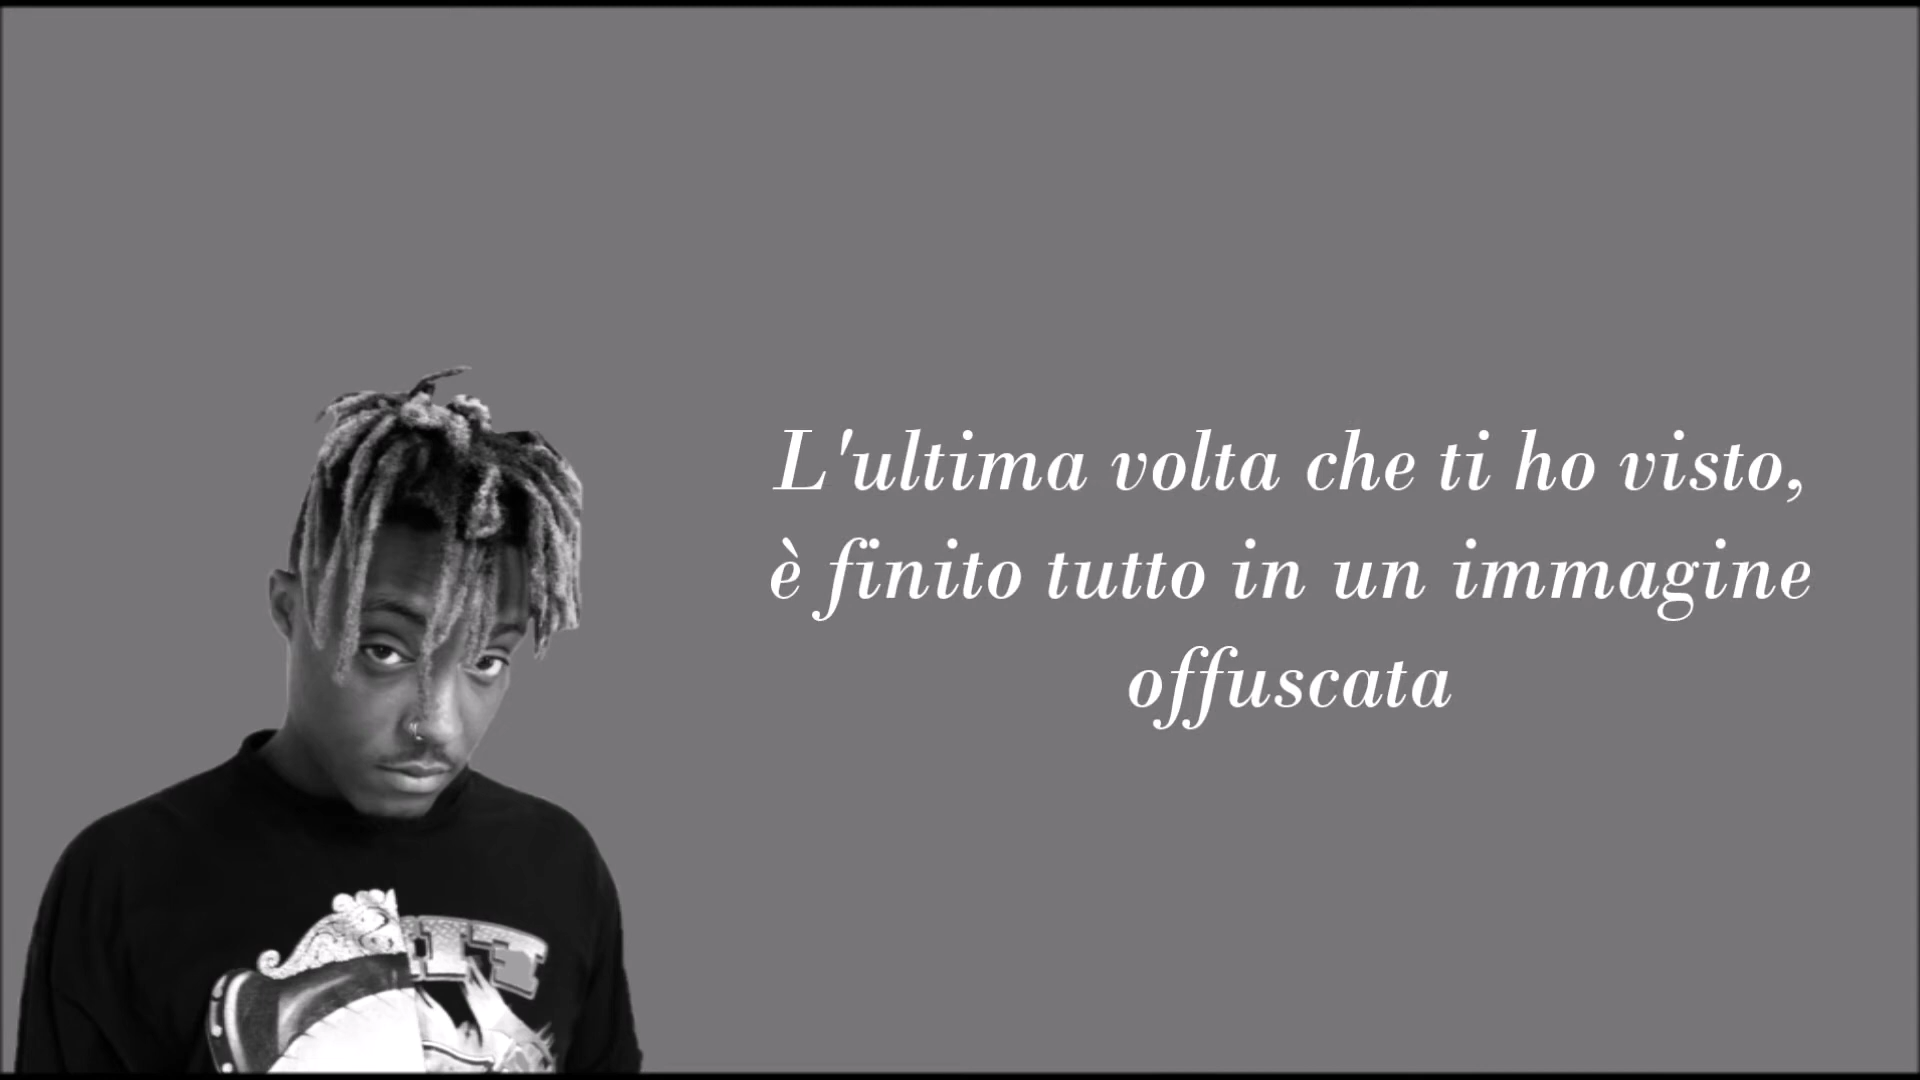 L'ultima volta che ti ho visto,
è finito tutto in un immagine
offuscata